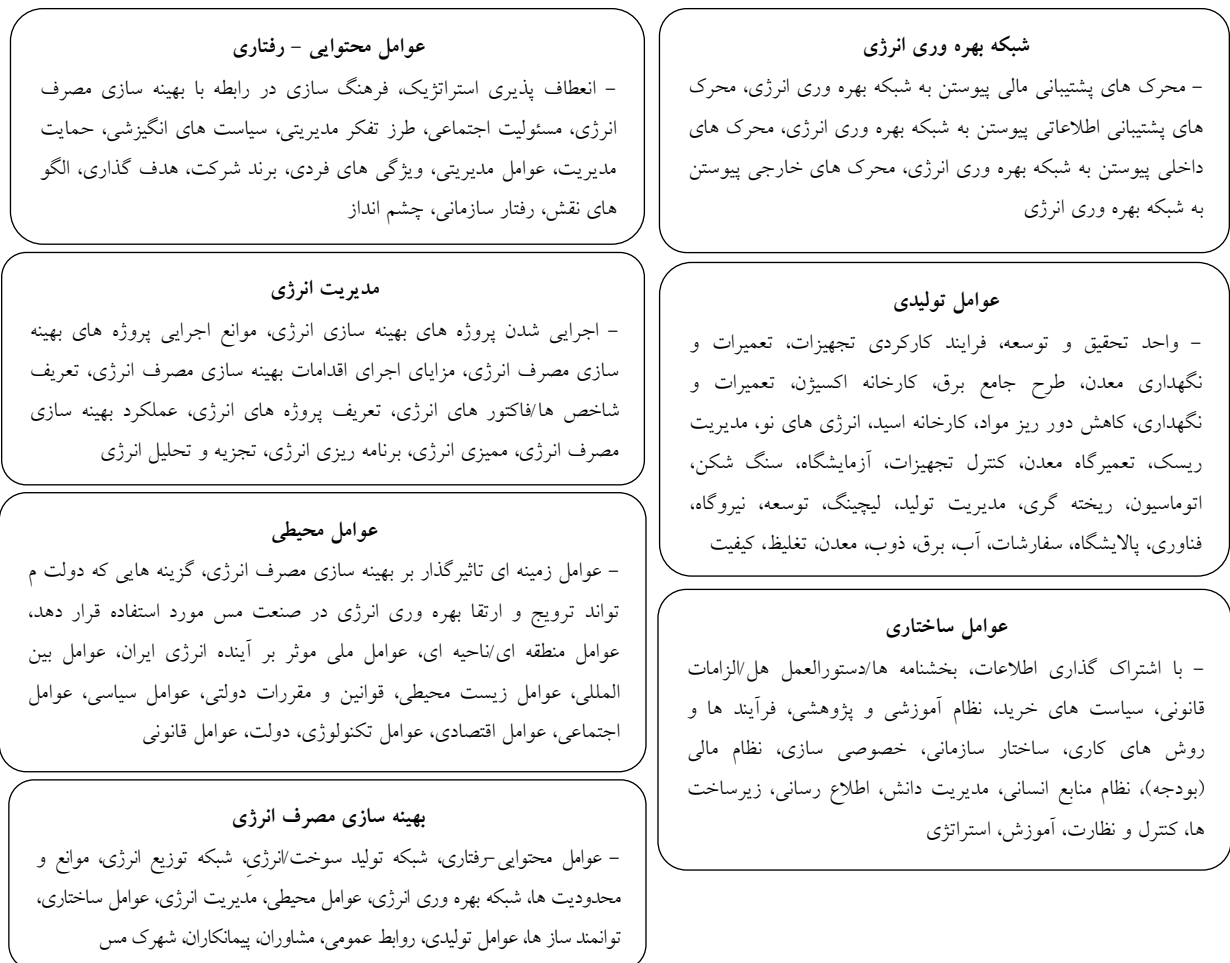 شبکه بهره وری انرژی
- محرک های پشتیبانی مالی پیوستن به شبکه بهره وری انرژی، محرک
های پشتیبانی اطلاعاتی پیوستن به شبکه بهره وری انرژی، محرک های
داخلی پیوستن به شبکه بهره وری انرژی، محرک های خارجی پیوستن
به شبکه بهره وری انرژی
عوامل تولیدی
- واحد تحقیق و توسعه، فرایند کارکردی تجهیزات، تعمیرات و
نگهداری معدن، طرح جامع برق، کارخانه اکسیژن، تعمیرات و
نگهداری، کاهش دور ریز مواد، کارخانه اسید، انرژی های نو، مدیریت
ریسک، تعمیرگاه معدن، کنترل تجهیزات، آزمایشگاه، سنگ شکن،
اتوماسیون، ریخته گری، مدیریت تولید، لیچینگ، توسعه، نیروگاه،
فناوری، پالایشگاه، سفارشات، آب، برق، ذوب، معدن، تغلیظ، کیفیت
عوامل ساختاری
- با اشتراک گذاری اطلاعات، بخشنامه ها/دستورالعمل هل/الزامات
قانونی، سیاست های خرید، نظام آموزشی و پژوهشی، فرآیند ها و
روش های کاری، ساختار سازمانی، خصوصی سازی، نظام مالی
(بودجه)، نظام منابع انسانی، مدیریت دانش، اطلاع رسانی، زیرساخت
ها، کنترل و نظارت، آموزش، استراتژی
عوامل محتوایی - رفتاری
- انعطاف پذیری استراتژیک، فرهنگ سازی در رابطه با بهینه سازی مصرف
انرژی، مسئولیت اجتماعی، طرز تفکر مدیریتی، سیاست های انگیزشی، حمایت
مدیریت، عوامل مدیریتی، ویژگی های فردی، برند شرکت، هدف گذاری، الگو
های نقش، رفتار سازمانی، چشم انداز
مدیریت انرژی
- اجرایی شدن پروژه های بهینه سازی انرژی، موانع اجرایی پروژه های بهینه
سازی مصرف انرژی، مزایای اجرای اقدامات بهینه سازی مصرف انرژی، تعریف
شاخص ها/فاکتور های انرژی، تعریف پروژه های انرژی، عملکرد بهینه سازی
مصرف انرژی، ممیزی انرژی، برنامه ریزی انرژی، تجزیه و تحلیل انرژی
عوامل محیطی
- عوامل زمینه ای تاثیرگذار بر بهینه سازی مصرف انرژی، گزینه هایی که دولت م
تواند ترویج و ارتقا بهره وری انرژی در صنعت مس مورد استفاده قرار دهد،
عوامل منطقه ای/ناحیه ای، عوامل ملی موثر بر آینده انرژی ایران، عوامل بین
المللی، عوامل زیست محیطی، قوانین و مقررات دولتی، عوامل سیاسی، عوامل
اجتماعی، عوامل اقتصادی، عوامل تکنولوژی، دولت، عوامل قانونی
بهینه سازی مصرف انرژی
- عوامل محتوایی-رفتاری، شبکه تولید سوخت/انرژیِ، شبکه توزیع انرژی، موانع و
محدودیت ها، شبکه بهره وری انرژی، عوامل محیطی، مدیریت انرژی، عوامل ساختاری،
توانمند ساز ها، عوامل تولیدی، روابط عمومی، مشاوران، پیمانکاران، شهرک مس